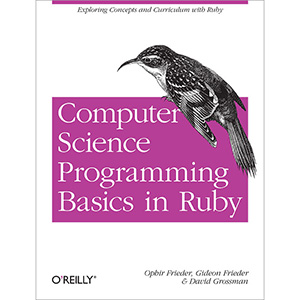 Exploring Concepts and Curriculum with Ruby
Computer
Science
Programming
Basics in Ruby
O'REILLY®
Ophir Frieder, Gideon Frieder
& David Grossman